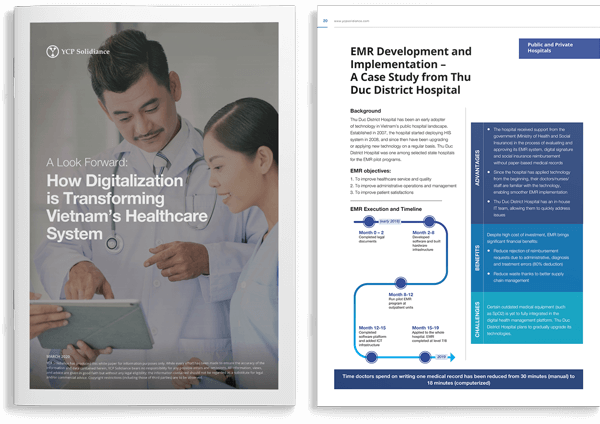 YCP Solidiance
A Look Forward:
How Digitalization
is Transforming
Vietnam's Healthcare
System
MARCH 2020
20
EMR Development and
Implementation –
A Case Study from Thu
Duc District Hospital
Public and Private
Hospitals
Background
Thu Duc District Hospital has been an early adopter
of technology in Vietnam's public hospital landscape.
Established in 2007, the hospital started deploying HIS
system in 2008, and since then have been upgrading
or applying new technology on a regular basis. Thu Duc
District Hospital was one among selected state hospitals
for the EMR pilot programs.
EMR objectives:
1. To improve healthcare service and quality
2. To improve administrative operations and management
3. To improve patient satisfactions
EMR Execution and Timeline
Month 0 – 2
Completed legal
documents
Month 2-8
Developed
software and built
hardware
infrastructure
Month 8-12
Run pilot EMR
program at
outpatient units
Month 12-15
Completed
software platform
and added ICT
infrastructure
Month 15-19
Applied to the whole
hospital. EMR
completed at level 7/8
2019
ADVANTAGES
The hospital received support from the
government (Ministry of Health and Social
Insurance) in the process of evaluating and
approving its EMR system, digital signature
and social insurance reimbursement
without paper-based medical records
Since the hospital has applied technology
from the beginning, their doctors/nurses/
staff are familiar with the technology,
enabling smoother EMR implementation
Thu Duc District Hospital has an in house
IT team, allowing them to quickly address
issues
BENEFITS
Despite high cost of investment, EMR brings
significant financial benefits:
Reduce rejection of reimbursement
requests due to administrative, diagnosis
and treatment errors (60% deduction)
Reduce waste thanks to better supply
chain management
CHALLENGES
Certain outdated medical equipment (such
as SpO2) is yet to fully integrated in the
digital health management platform. Thu Duc
District Hospital plans to gradually upgrade its
technologies
Time doctors spend on writing one medical record has been reduced from 30 minutes (manual) to
18 minutes (computerized)